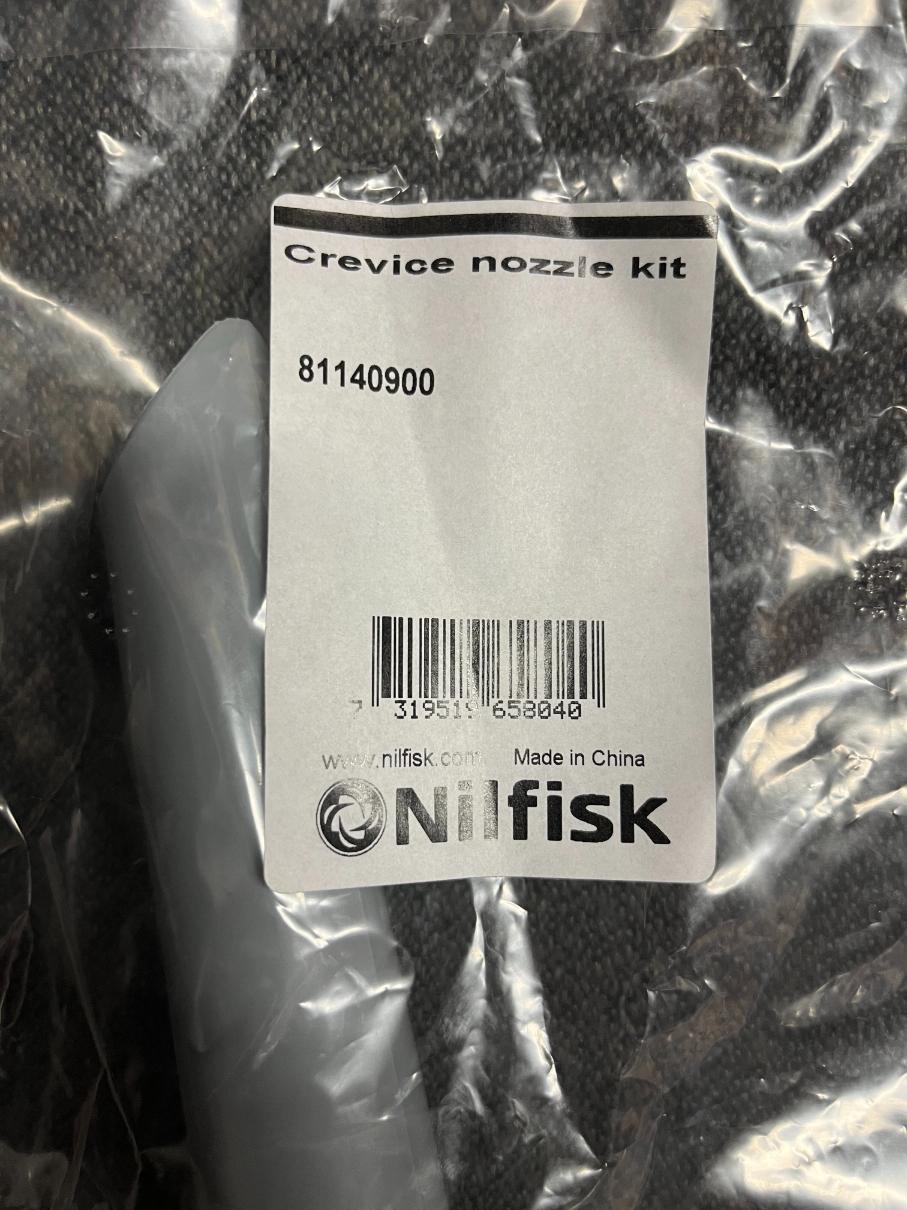 Crevice nozzle kit
81140900
7 319519 658040
www.nilfisk.com Made in China
Nilfisk